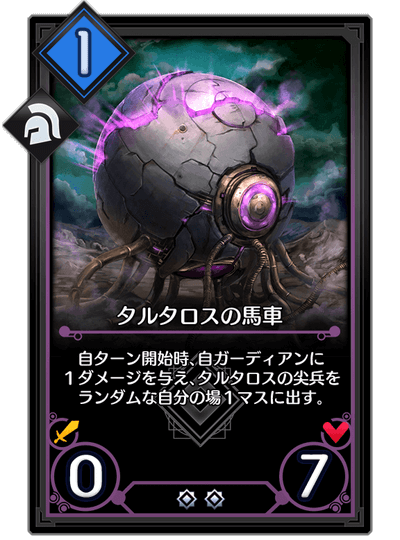 1
タルタロスの馬車
自ターン開始時、自ガーディアンに
1ダメージを与え、タルタロスの尖兵を
ランダムな自分の場1マスに出す。
0
7